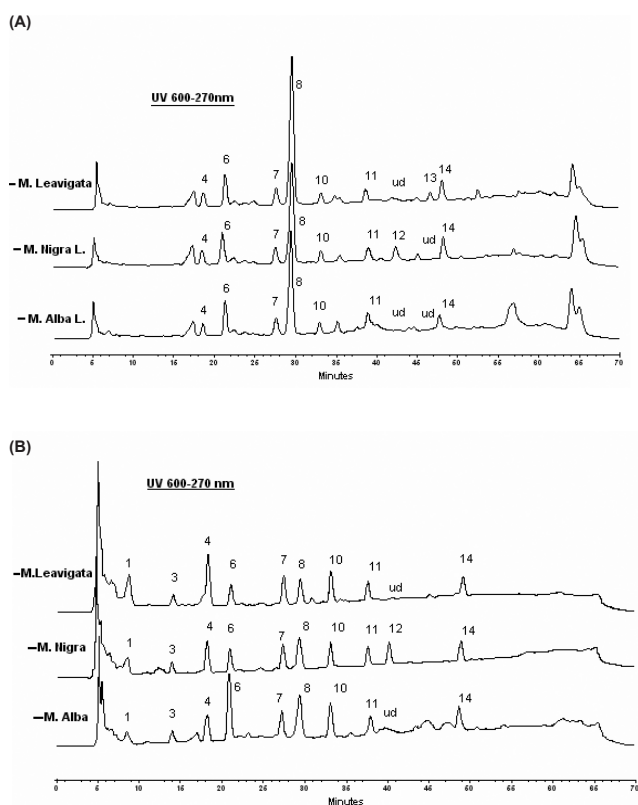 (A)
UV 600-270nm
8
4 6 7 10 11 ud 13 14
−M. Leavigata
8
4 6 7 10 11 12 ud 14
−M. Nigra L.
8
4 6 7 10 11 ud ud 14
−M. Alba L.
0 5 10 15 20 25 30 35 40 45 50 55 60 65 70
Minutes
(B)
UV 600-270 nm
1 3 4 6 7 8 10 11 ud 14
−M.Leavigata
1 3 4 6 7 8 10 11 12 14
−M. Nigra
1 3 4 6 7 8 10 11 ud 14
−M. Alba
0 5 10 15 20 25 30 35 40 45 50 55 60 65 70
Minutes